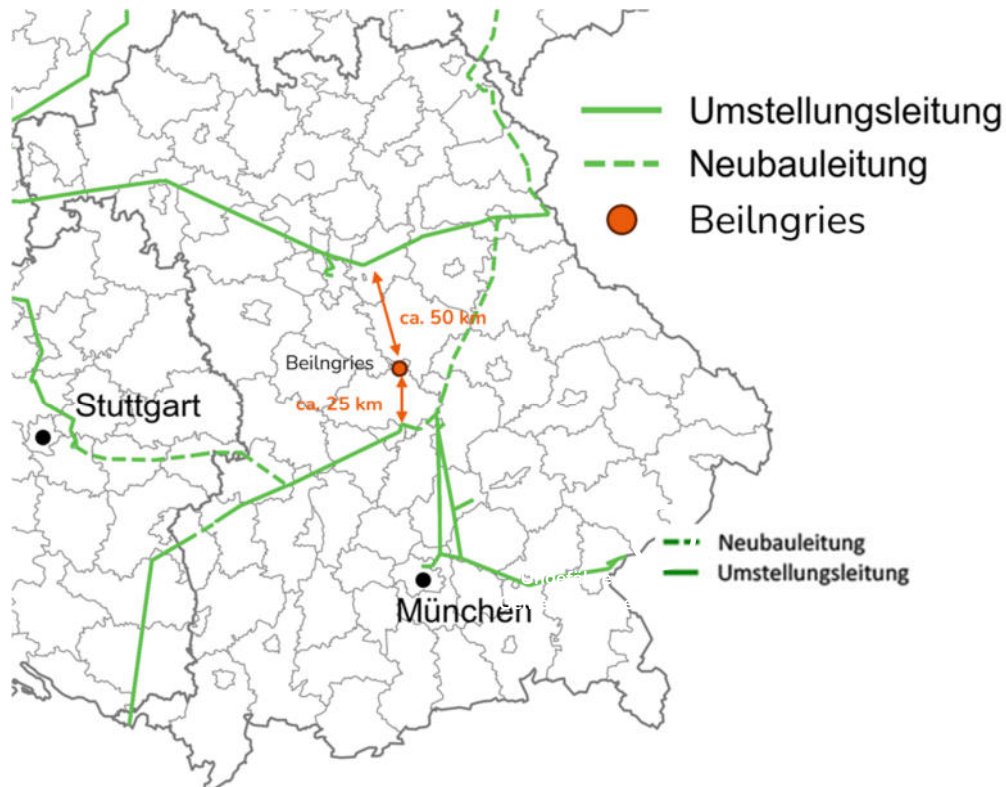 Umstellungsleitung
Neubauleitung
Beilngries
ca. 50 km
Beilngries
ca. 25 km
Stuttgart
Neubauleitung
Umstellungsleitung
München